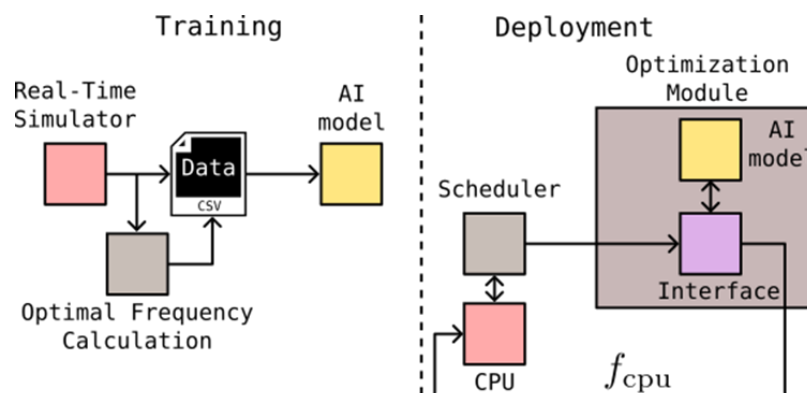 Training
Real-Time
Simulator
AI
model
Data
CSV
Optimal Frequency
Calculation
Deployment
Optimization
Module
AI
model
Scheduler
Interface
CPU
fcpu